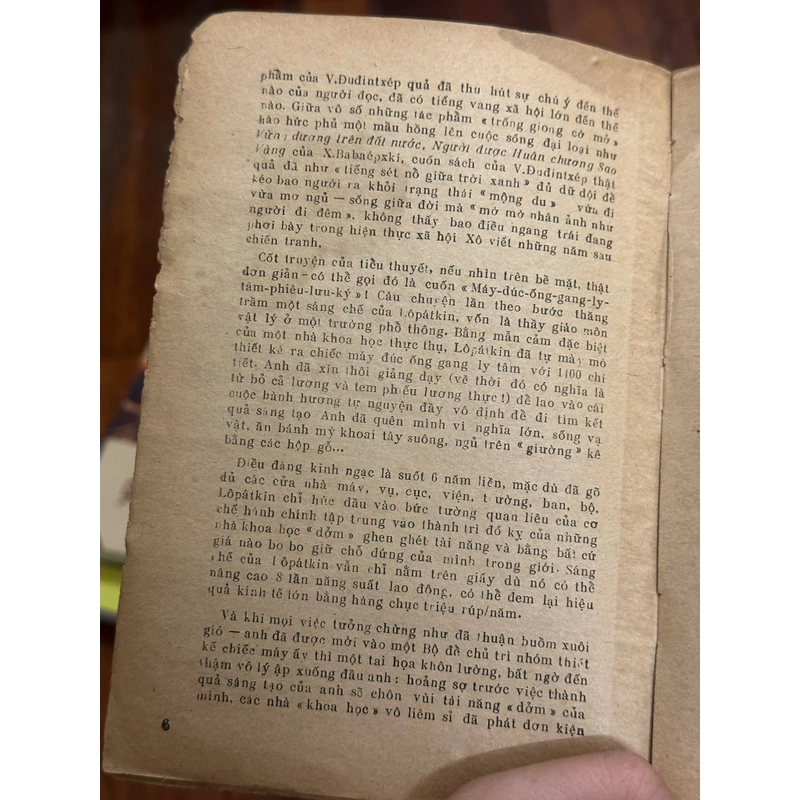 phẩm của V.Đuđintxép quả đã thu hút sự chú ý đến thế
nào của người đọc, đã có tiếng vang xã hội lớn đến thế
nào. Giữa vô số những tác phẩm « trống giong cờ mở »
háo hức phủ một mầu hồng lên cuộc sống đại loại như
Vừng dương trên đất nước, Người được Huân chương Sao
Vàng của X.Babaépxki, cuốn sách của V.Đuđintxép thật
quả đã như « tiếng sét nổ giữa trời xanh » đủ dữ dội để
kéo bao người ra khỏi trạng thái « mộng du » vừa đi
vừa mơ ngủ — sống giữa đời mà « mờ mờ nhân ảnh như
người đi đêm », không thấy bao điều ngang trái đang
phơi bày trong hiện thực xã hội Xô viết những năm sau
chiến tranh.
Cốt truyện của tiểu thuyết, nếu nhìn trên bề mặt, thật
đơn giản—có thể gọi đó là cuốn « Máy-đúc-ống-gang-ly-
tâm-phiêu-lưu-ký » ! Câu chuyện lần theo bước thăng
trầm một sáng chế của Lôpátkin, vốn là thầy giáo môn
vật lý ở một trường phổ thông. Bằng mẫn cảm đặc biệt
của một nhà khoa học thực thụ, Lôpátkin đã tự mày mò
thiết kế ra chiếc máy đúc ống gang ly tâm với 1400 chi
tiết. Anh đã xin thôi giảng dạy (về thời đó có nghĩa là
từ bỏ cả lương và tem phiếu lương thực !) để lao vào cái
cuộc hành hương tự nguyện đầy vô định để đi tìm kết
quả sáng tạo Anh đã quên mình vì nghĩa lớn, sống vạ
vật, ăn bánh mỳ khoai tây suông, ngủ trên « giường » kê
bằng các hộp gỗ...
Điều đáng kinh ngạc là suốt 6 năm liền, mặc dù đã gõ
đủ các cửa nhà máy, vụ, cục, viện, trường, ban, bộ,
Lôpátkin chỉ húc đầu vào bức tường quan liêu của cơ
chế hành chính tập trung vào thành trì đố kỵ của những
nhà khoa học « dởm » ghen ghét tài năng và bằng bất cứ
giá nào bo bo giữ chỗ đứng của mình trong giới. Sáng
chế của Lôpátkin vẫn chỉ nằm trên giấy dù nó có thể
nâng cao 8 lần năng suất lao động, có thể đem lại hiệu
quả kinh tế lớn bằng hàng chục triệu rúp/năm.
Và khi mọi việc tưởng chừng như đã thuận buồm xuôi
gió — anh đã được mời vào một Bộ để chủ trì nhóm thiết
kế chiếc máy ấy thì một tai họa khôn lường, bất ngờ đến
thậm vô lý ập xuống đầu anh : hoảng sợ trước việc thành
quả sáng tạo của anh sẽ chôn vùi tài năng « dởm » của
mình, các nhà « khoa học » vô liêm sỉ đã phát đơn kiện
6